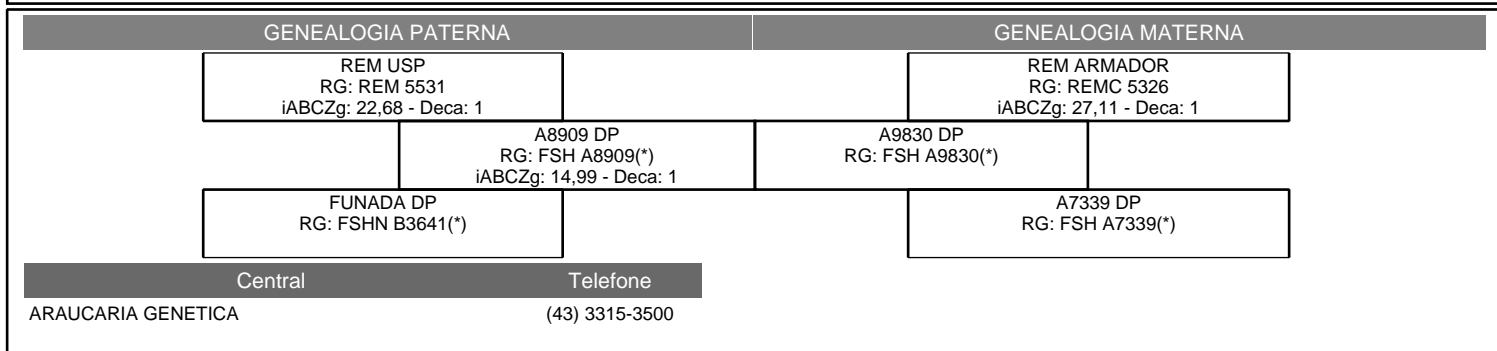 GENEALOGIA PATERNA
GENEALOGIA MATERNA
REM USP
RG: REM 5531
iABCZg: 22,68 - Deca: 1
REM ARMADOR
RG: REMC 5326
iABCZg: 27,11 - Deca: 1
A8909 DP
RG: FSH A8909(*)
iABCZg: 14,99 - Deca: 1
A9830 DP
RG: FSH A9830(*)
FUNADA DP
RG: FSHN B3641(*)
A7339 DP
RG: FSH A7339(*)
Central Telefone
ARAUCARIA GENETICA (43) 3315-3500